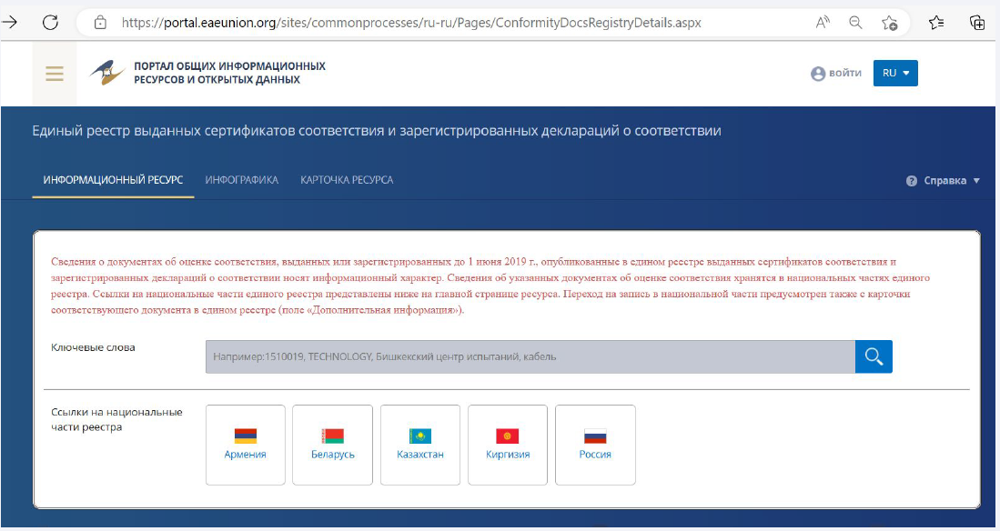 https://portal.eaeunion.org/sites/commonprocesses/ru-ru/Pages/ConformityDocsRegistryDetails.aspx
ПОРТАЛ ОБЩИХ ИНФОРМАЦИОННЫХ
РЕСУРСОВ И ОТКРЫТЫХ ДАННЫХ
ВОЙТИ
RU
Единый реестр выданных сертификатов соответствия и зарегистрированных деклараций о соответствии
ИНФОРМАЦИОННЫЙ РЕСУРС ИНФОГРАФИКА КАРТОЧКА РЕСУРСА
Справка
Сведения о документах об оценке соответствия, выданных или зарегистрированных до 1 июня 2019 г., опубликованные в едином реестре выданных сертификатов соответствия и
зарегистрированных деклараций о соответствии носят информационный характер. Сведения об указанных документах об оценке соответствия хранятся в национальных частях единого
реестра. Ссылки на национальные части единого реестра представлены ниже на главной странице ресурса. Переход на запись в национальной части предусмотрен также с карточки
соответствующего документа в едином реестре (поле «Дополнительная информация»).
Ключевые слова
Например:1510019, TECHNOLOGY, Бишкекский центр испытаний, кабель
Ссылки на национальные
части реестра
Армения Беларусь Казахстан Киргизия Россия